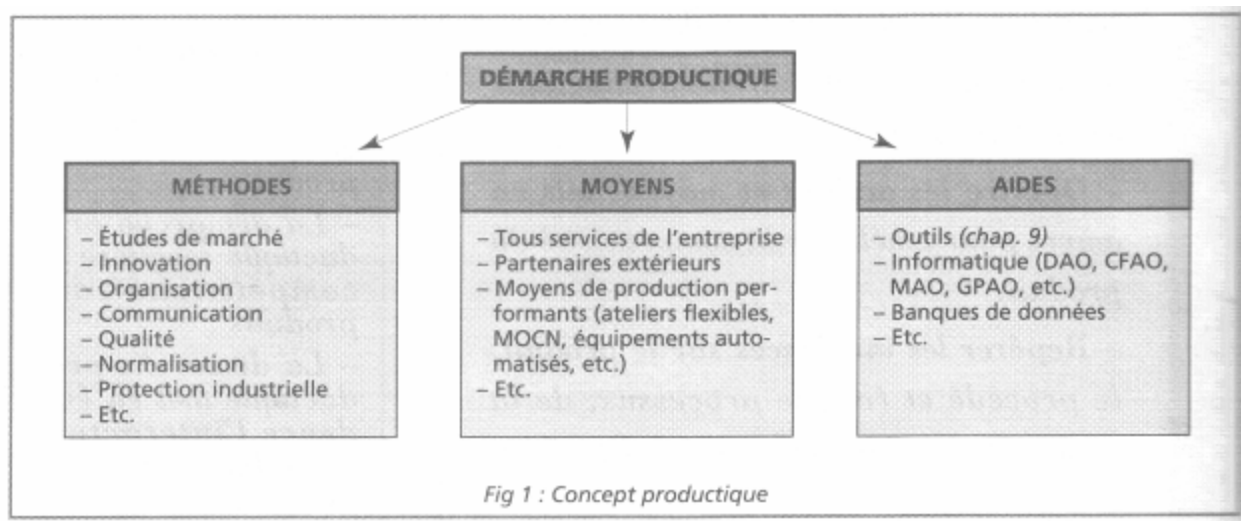 DÉMARCHE PRODUCTIQUE
MÉTHODES
– Études de marché
– Innovation
– Organisation
– Communication
– Qualité
– Normalisation
– Protection industrielle
– Etc.
MOYENS
– Tous services de l'entreprise
– Partenaires extérieurs
– Moyens de production per-
formants (ateliers flexibles,
MOCN, équipements auto-
matisés, etc.)
– Etc.
AIDES
– Outils (chap. 9)
– Informatique (DAO, CFAO,
MAO, GPAO, etc.)
– Banques de données
– Etc.
Fig 1 : Concept productique